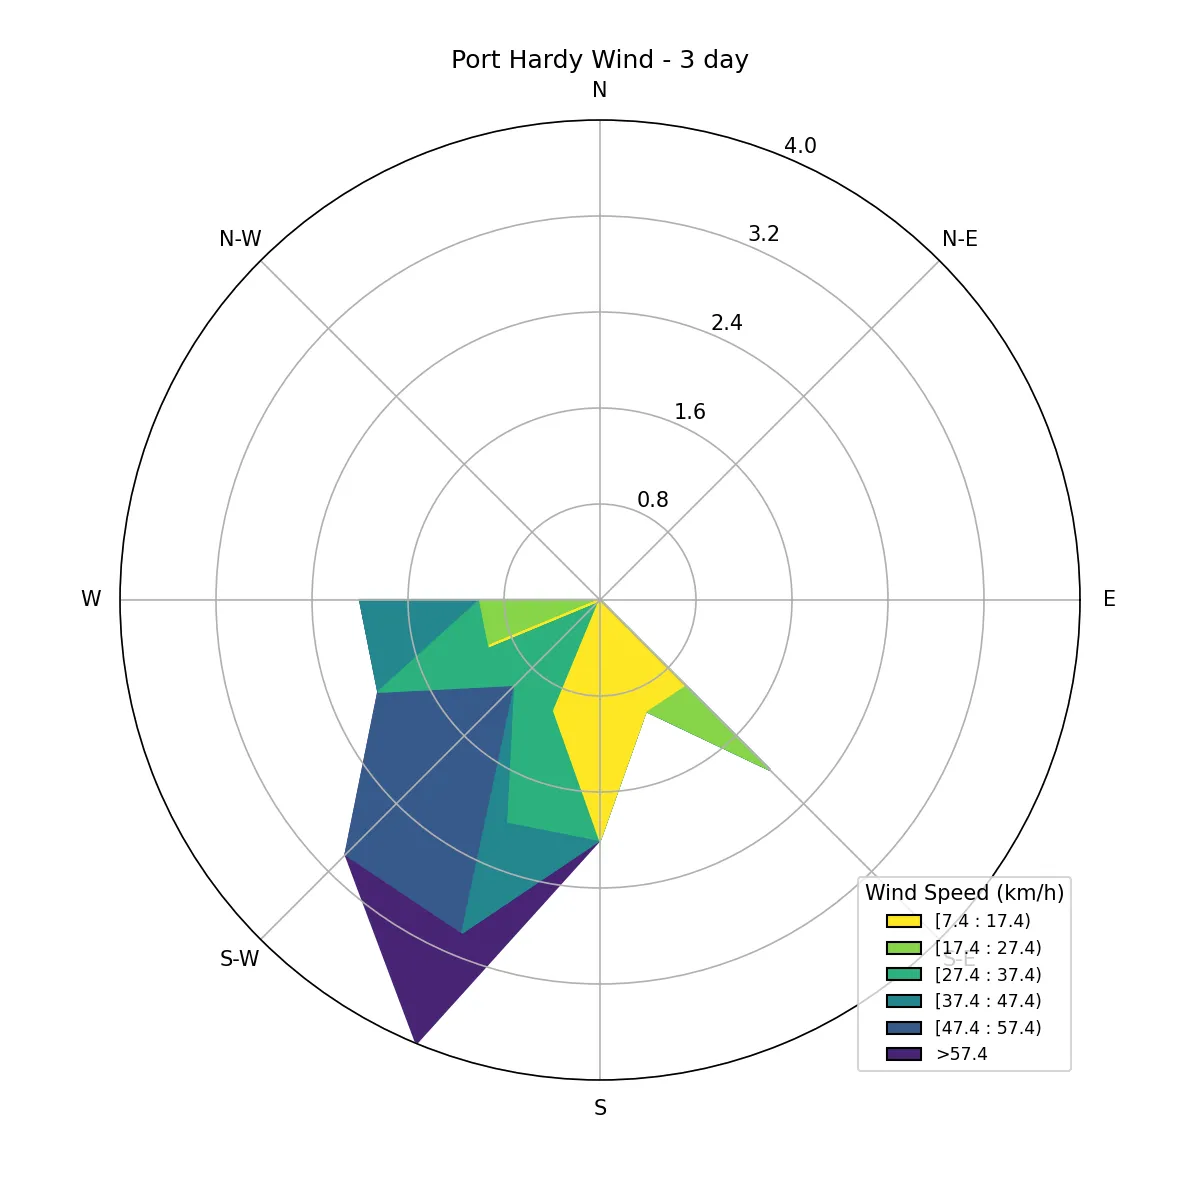 Port Hardy Wind - 3 day
N
4.0
N-W
3.2
N-E
2.4
1.6
0.8
W
E
Wind Speed (km/h)
[7.4 : 17.4)
[17.4 : 27.4)
S-W
S-E
[27.4 : 37.4)
[37.4 : 47.4)
[47.4 : 57.4)
>57.4
S